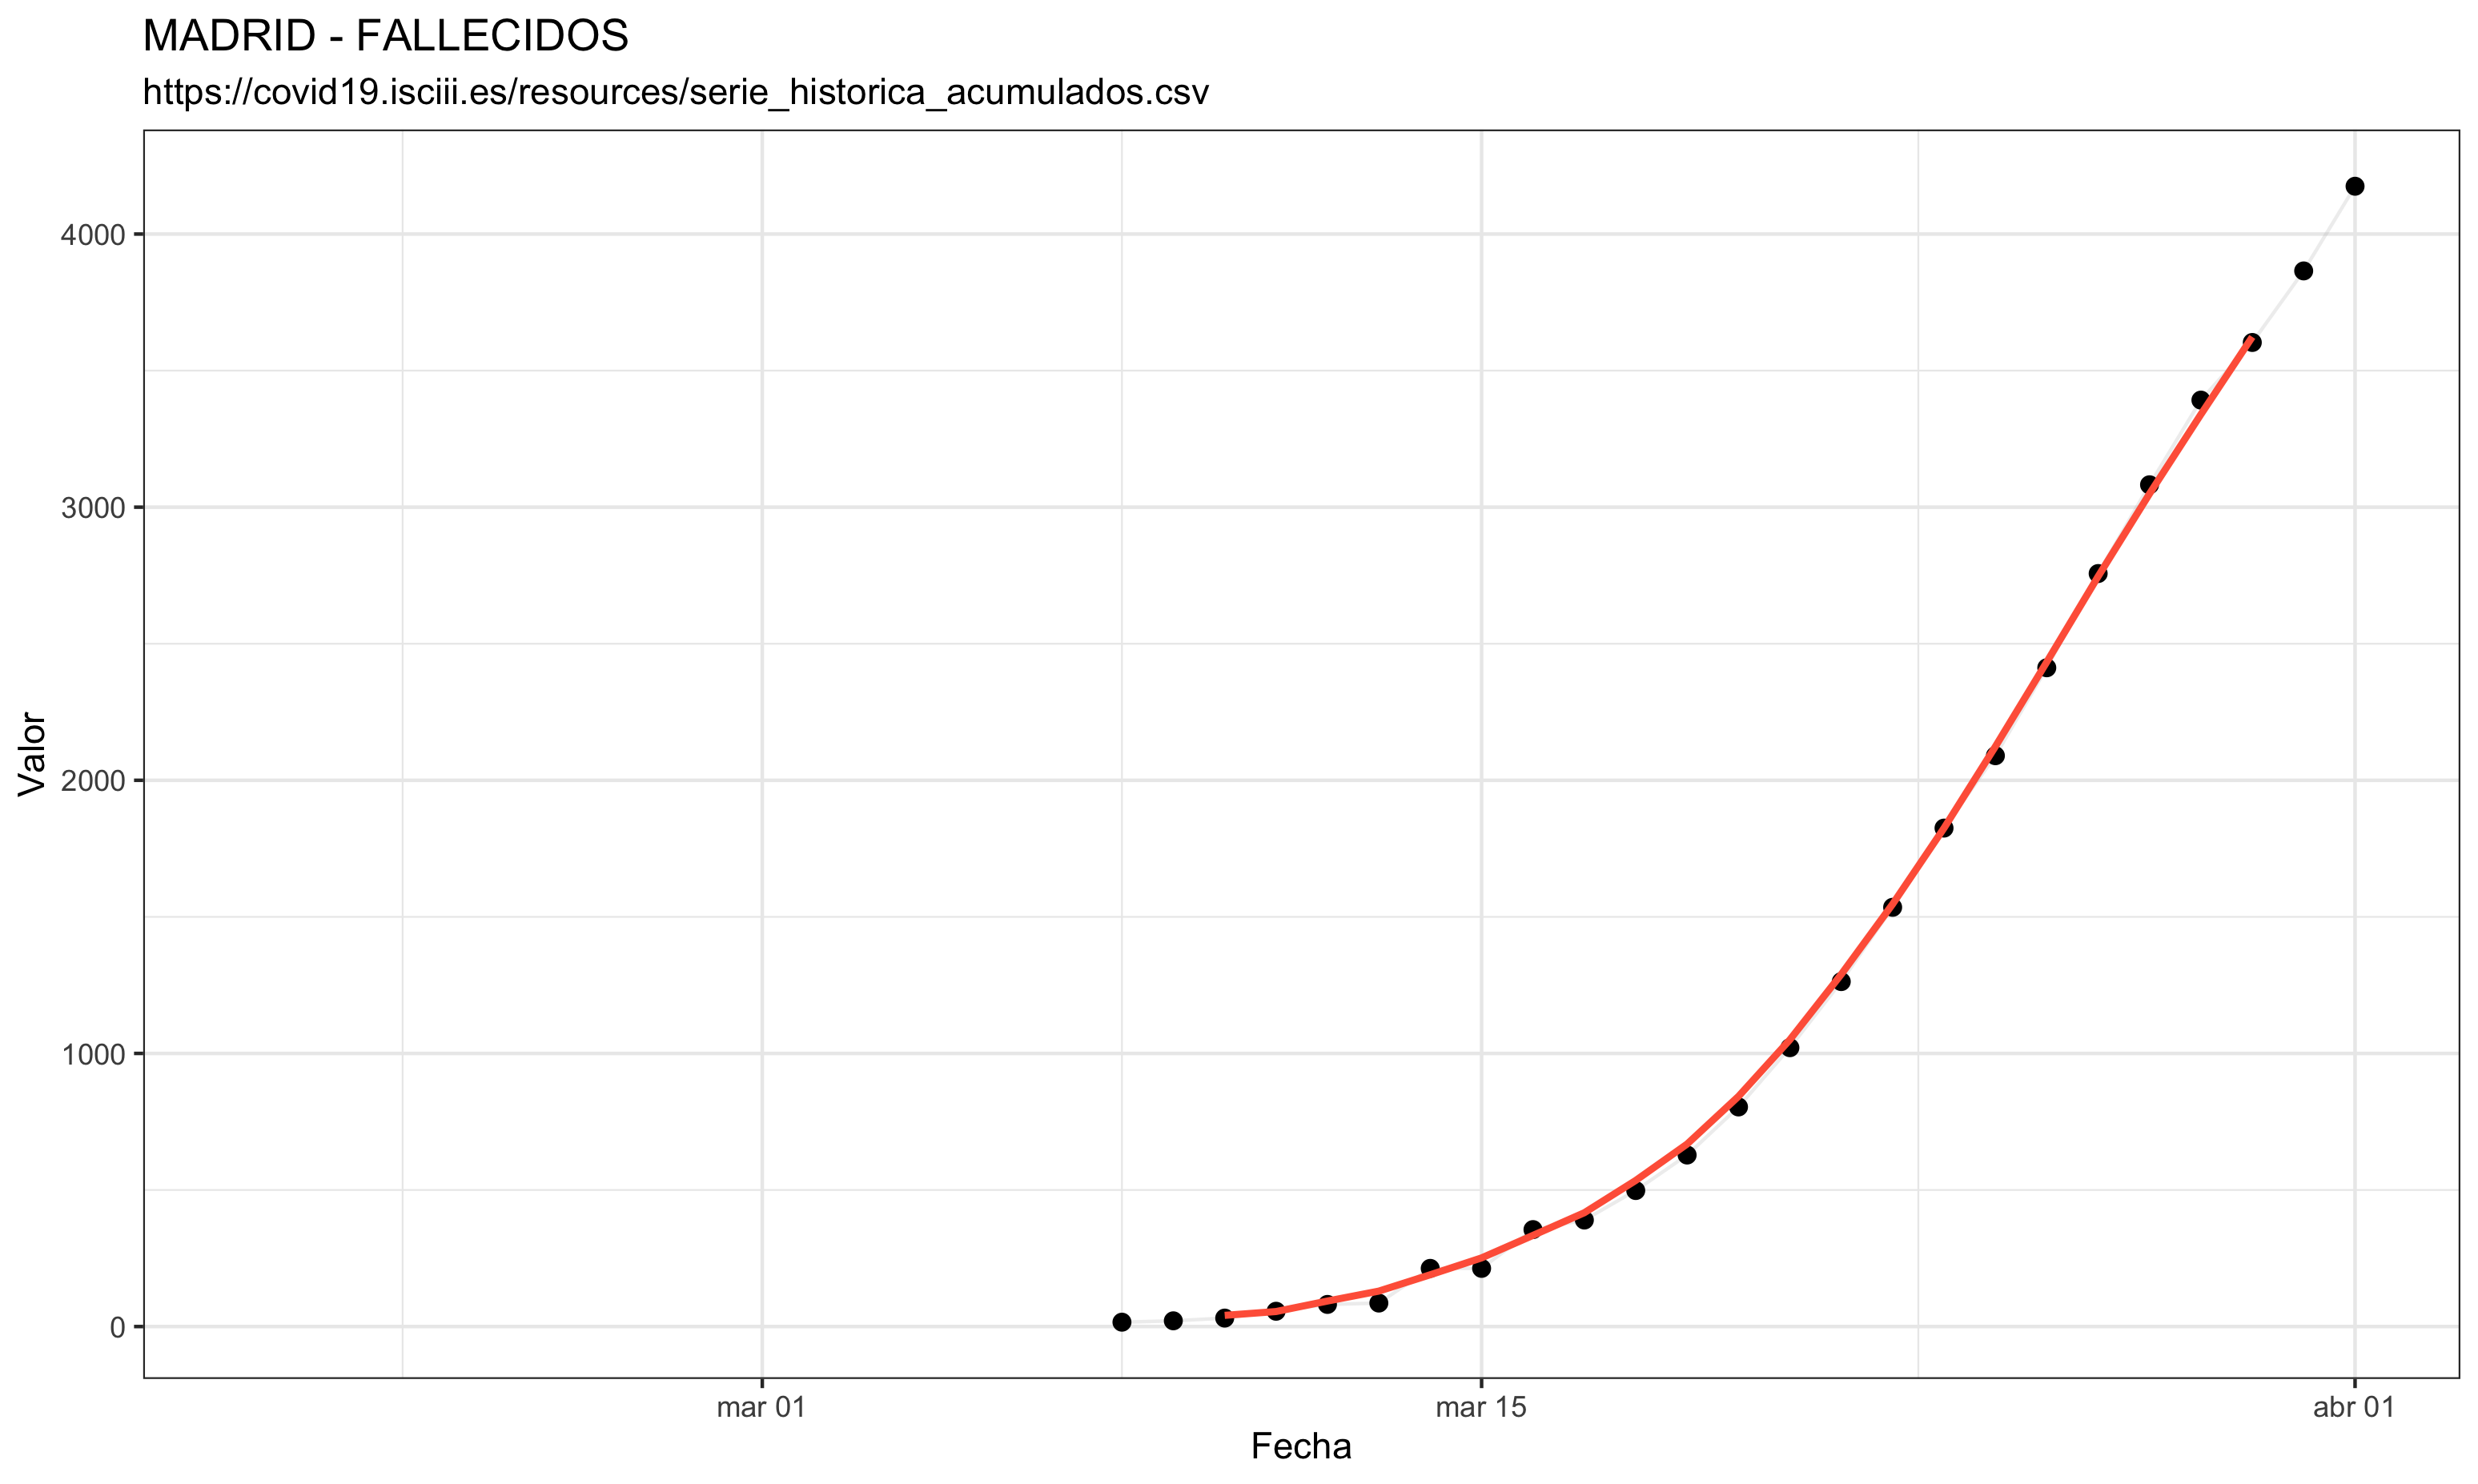 MADRID - FALLECIDOS
https://covid19.isciii.es/resources/serie_historica_acumulados.csv
Valor
4000
3000
2000
1000
0
mar 01
mar 15
abr 01
Fecha